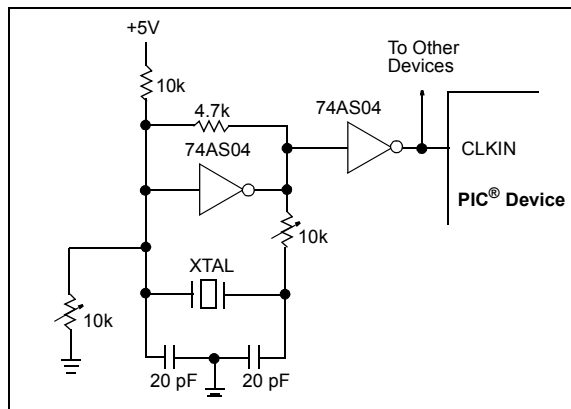 +5V
To Other
Devices
10k
4.7k
74AS04
74AS04
CLKIN
PIC® Device
10k
XTAL
10k
20 pF
20 pF